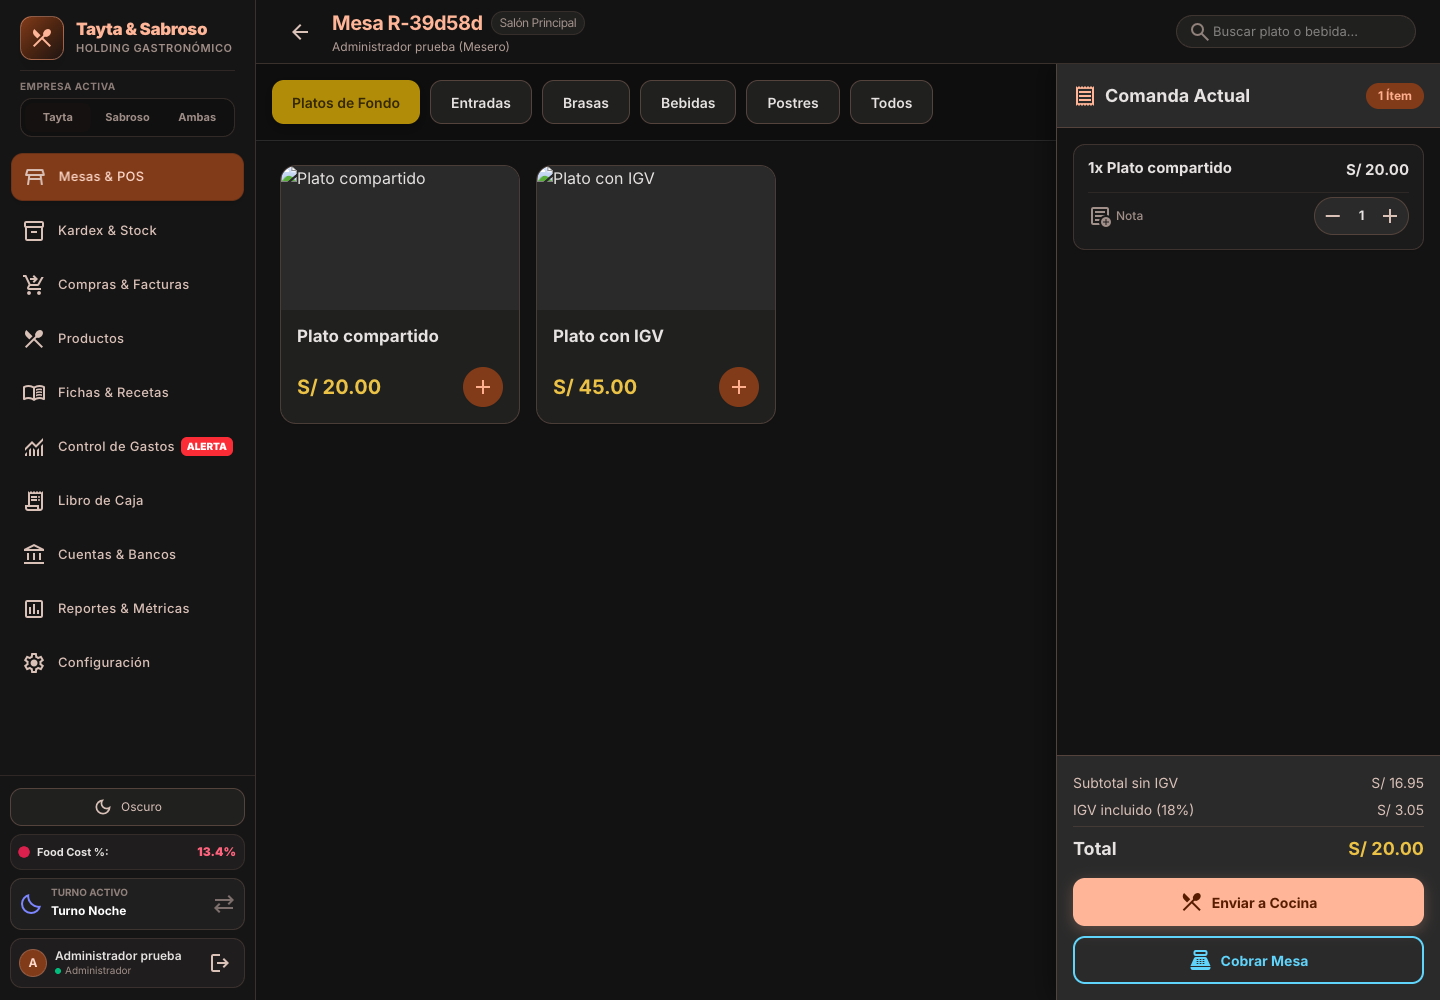 Tayta & Sabroso
HOLDING GASTRONÓMICO
EMPRESA ACTIVA
Tayta Sabroso Ambas
Mesas & POS
Kardex & Stock
Compras & Facturas
Productos
Fichas & Recetas
Control de Gastos ALERTA
Libro de Caja
Cuentas & Bancos
Reportes & Métricas
Configuración
Oscuro
Food Cost %: 13.4%
TURNO ACTIVO
Turno Noche
A
Administrador prueba
Administrador
Mesa R-39d58d Salón Principal
Administrador prueba (Mesero)
Buscar plato o bebida...
Platos de Fondo Entradas Brasas Bebidas Postres Todos
Plato compartido
Plato compartido
S/ 20.00
Plato con IGV
Plato con IGV
S/ 45.00
Comanda Actual 1 Ítem
1x Plato compartido S/ 20.00
Nota 1
Subtotal sin IGV S/ 16.95
IGV incluido (18%) S/ 3.05
Total S/ 20.00
Enviar a Cocina
Cobrar Mesa